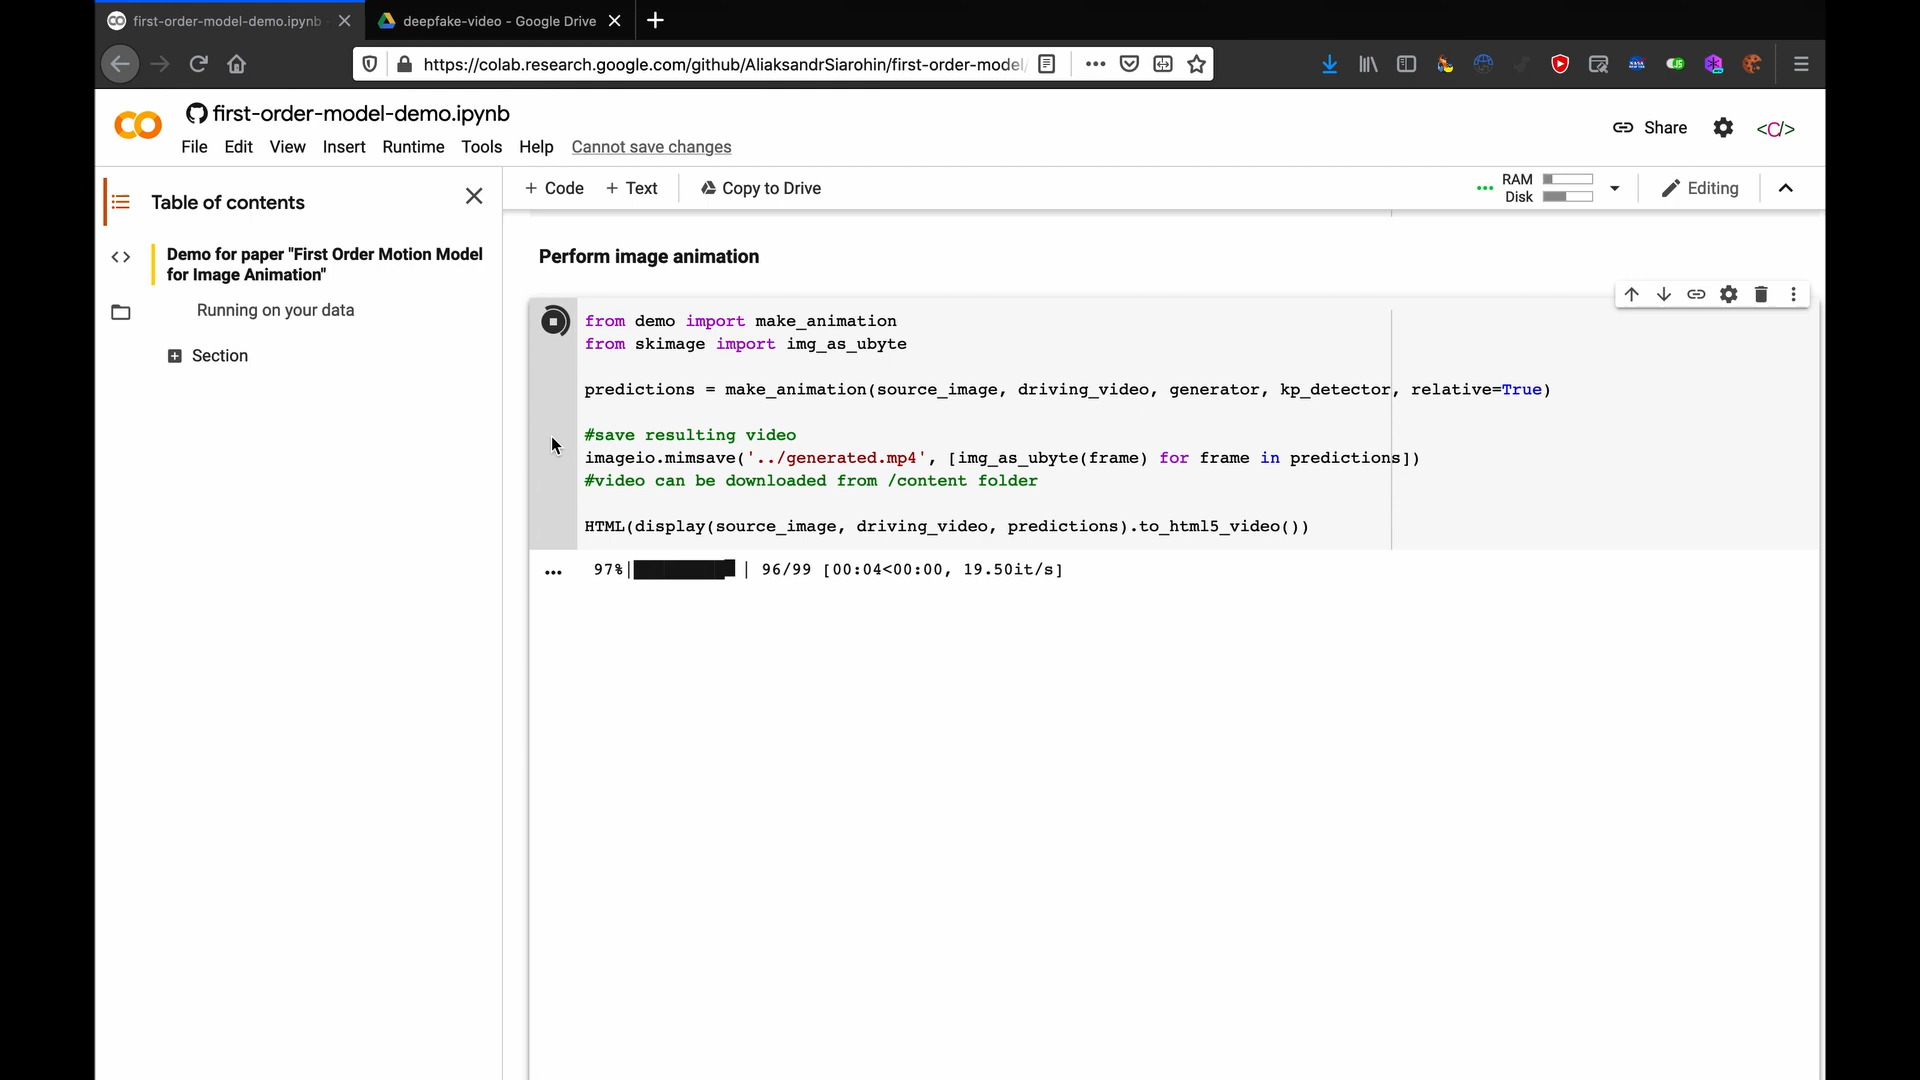 first-order-model-demo.ipynb
deepfake-video - Google Drive
https://colab.research.google.com/github/AliaksandrSiarohin/first-order-model/
first-order-model-demo.ipynb
File Edit View Insert Runtime Tools Help Cannot save changes
Share
Table of contents
+ Code + Text Copy to Drive
RAM
Disk
Editing
Demo for paper "First Order Motion Model
for Image Animation"
Running on your data
Section
Perform image animation
from demo import make_animation
from skimage import img_as_ubyte
predictions = make_animation(source_image, driving_video, generator, kp_detector, relative=True)
#save resulting video
imageio.mimsave('../generated.mp4', [img_as_ubyte(frame) for frame in predictions])
#video can be downloaded from /content folder
HTML(display(source_image, driving_video, predictions).to_html5_video())
97%| | 96/99 [00:04<00:00, 19.50it/s]